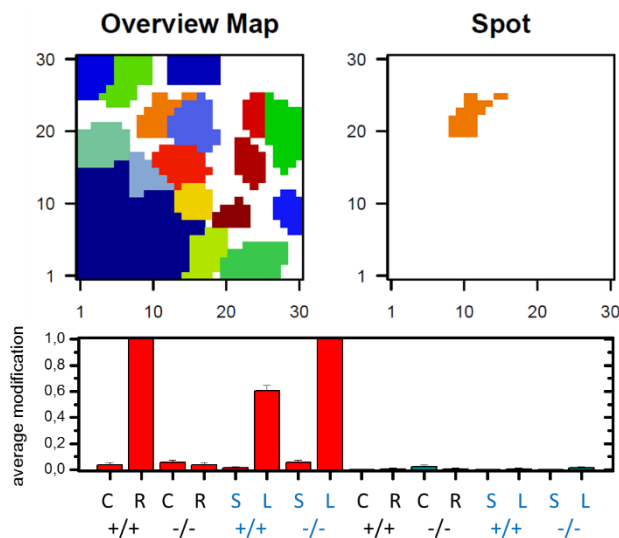 Overview Map Spot
30 30
20 20
10 10
1 1
1 10 20 30 1 10 20 30
average modification
1,0
0,8
0,6
0,4
0,2
0,0
C R C R S L S L C R C R S L S L
+/+ -/- +/+ -/- +/+ -/- +/+ -/-